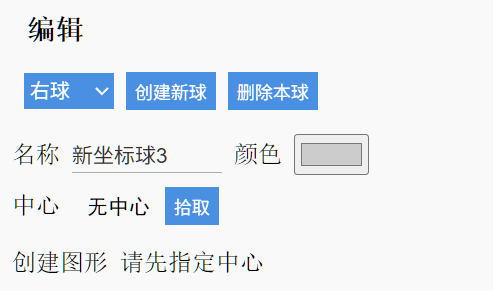 编辑
右球 创建新球 删除本球
名称 新坐标球3 颜色
中心 无中心 拾取
创建图形 请先指定中心